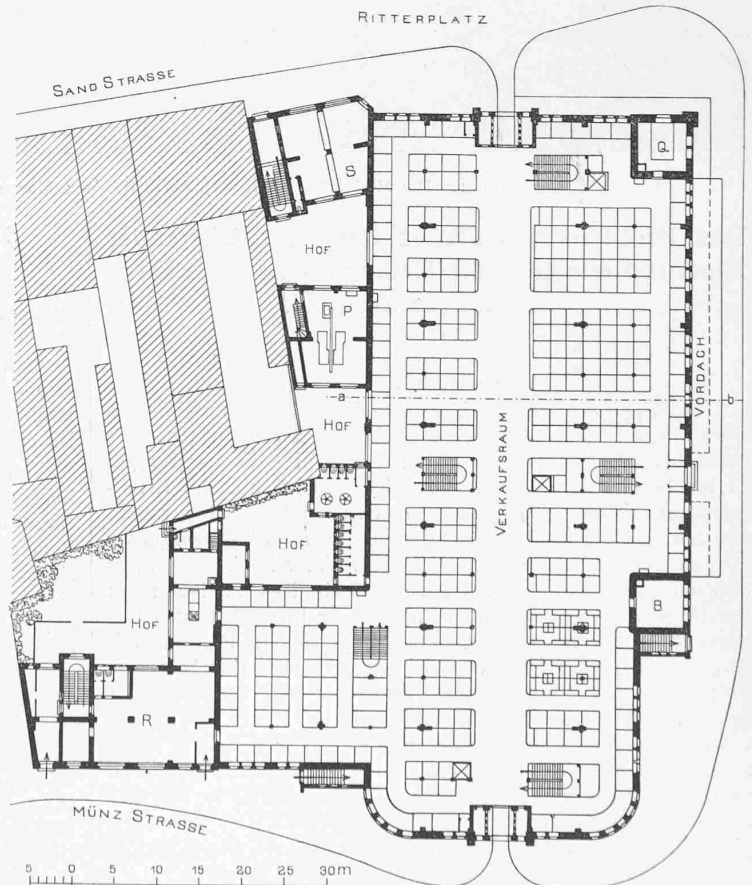 RITTERPLATZ
SAND STRASSE
S
Q
HOF
P
VORDACH
a
b
HOF
VERKAUFSRAUM
HOF
B
HOF
R
MÜNZ STRASSE
5 0 5 10 15 20 25 30m